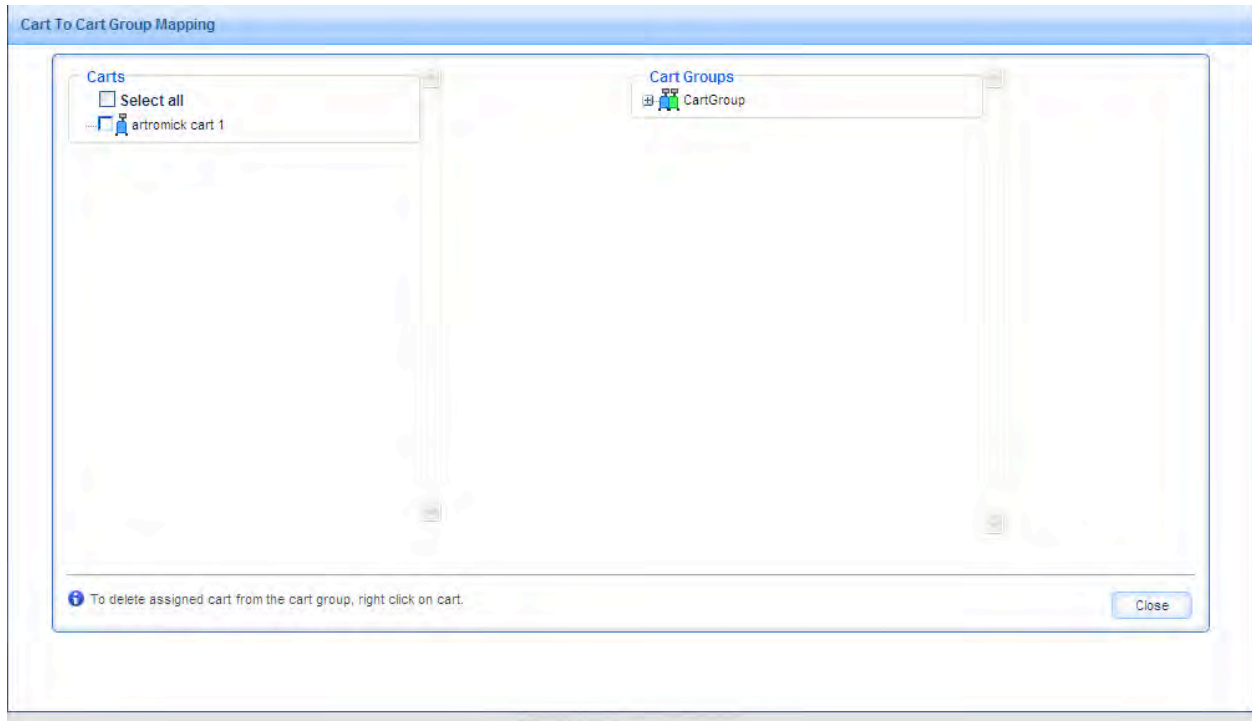 Cart To Cart Group Mapping
Carts
Select all
artromick cart 1
Cart Groups
CartGroup
To delete assigned cart from the cart group, right click on cart.
Close